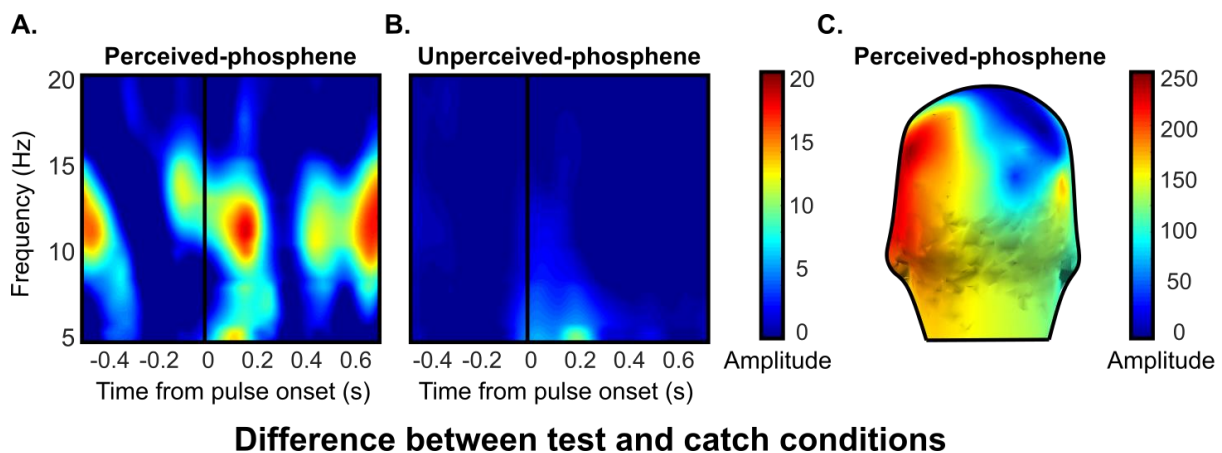 A.
Perceived-phosphene
20
15
10
5
Frequency (Hz)
-0.4 -0.2 0 0.2 0.4 0.6
Time from pulse onset (s)
B.
Unperceived-phosphene
-0.4 -0.2 0 0.2 0.4 0.6
Time from pulse onset (s)
20
15
10
5
0
Amplitude
C.
Perceived-phosphene
250
200
150
100
50
0
Amplitude
Difference between test and catch conditions